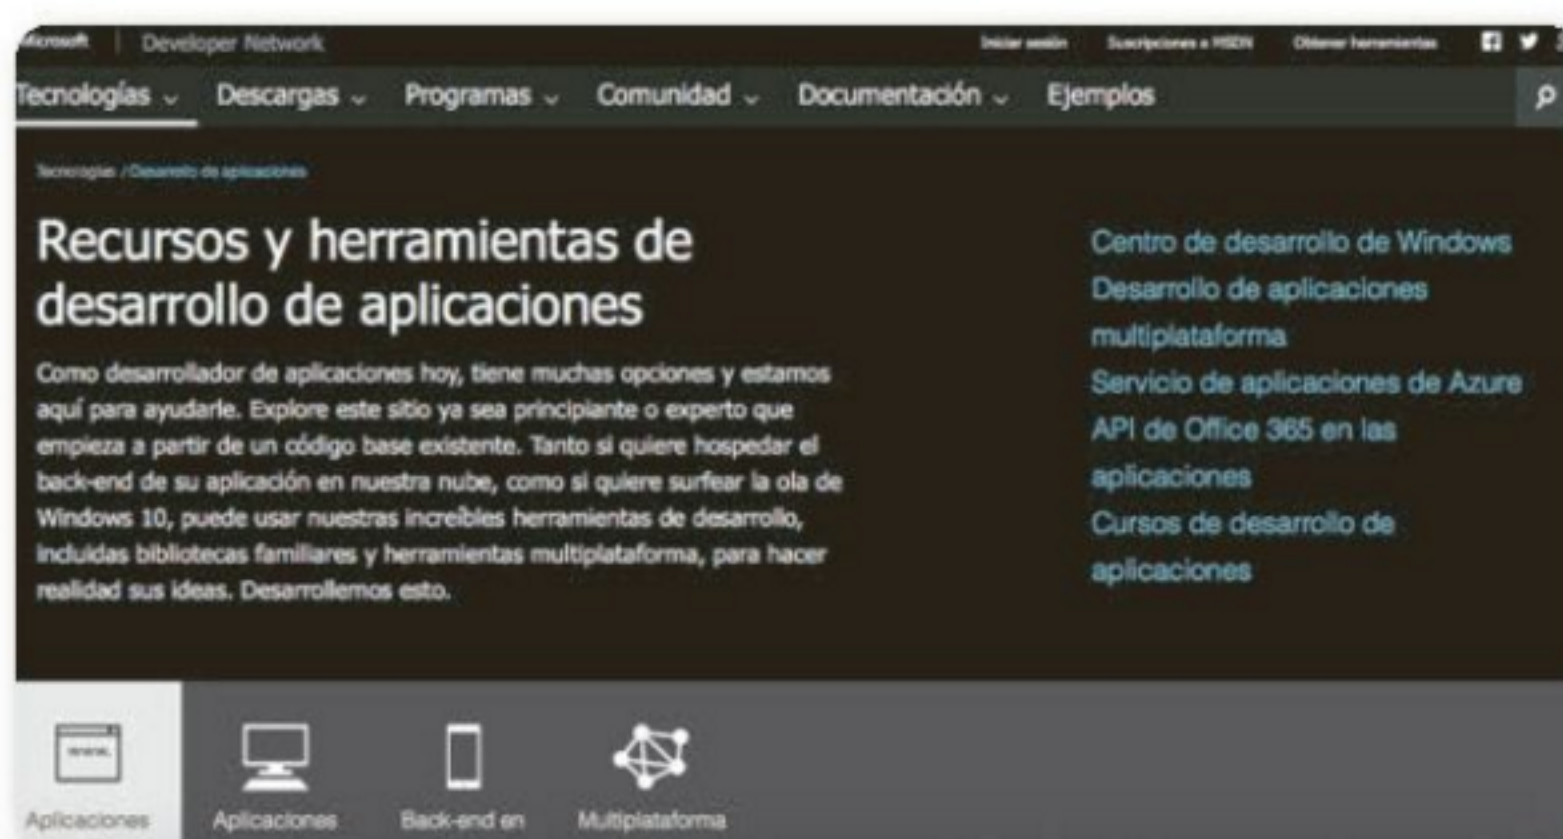 Microsoft
Developer Network
Iniciar sesión
Suscripciones a MSDN
Obtener herramientas
Tecnologías
Descargas
Programas
Comunidad
Documentación
Ejemplos
Tecnologías / Desarrollo de aplicaciones
Recursos y herramientas de
desarrollo de aplicaciones
Como desarrollador de aplicaciones hoy, tiene muchas opciones y estamos
aquí para ayudarle. Explore este sitio ya sea principiante o experto que
empieza a partir de un código base existente. Tanto si quiere hospedar el
back-end de su aplicación en nuestra nube, como si quiere surfear la ola de
Windows 10, puede usar nuestras increíbles herramientas de desarrollo,
incluidas bibliotecas familiares y herramientas multiplataforma, para hacer
realidad sus ideas. Desarrollemos esto.
Centro de desarrollo de Windows
Desarrollo de aplicaciones
multiplataforma
Servicio de aplicaciones de Azure
API de Office 365 en las
aplicaciones
Cursos de desarrollo de
aplicaciones
Aplicaciones
Aplicaciones
Back-end en
Multiplataforma